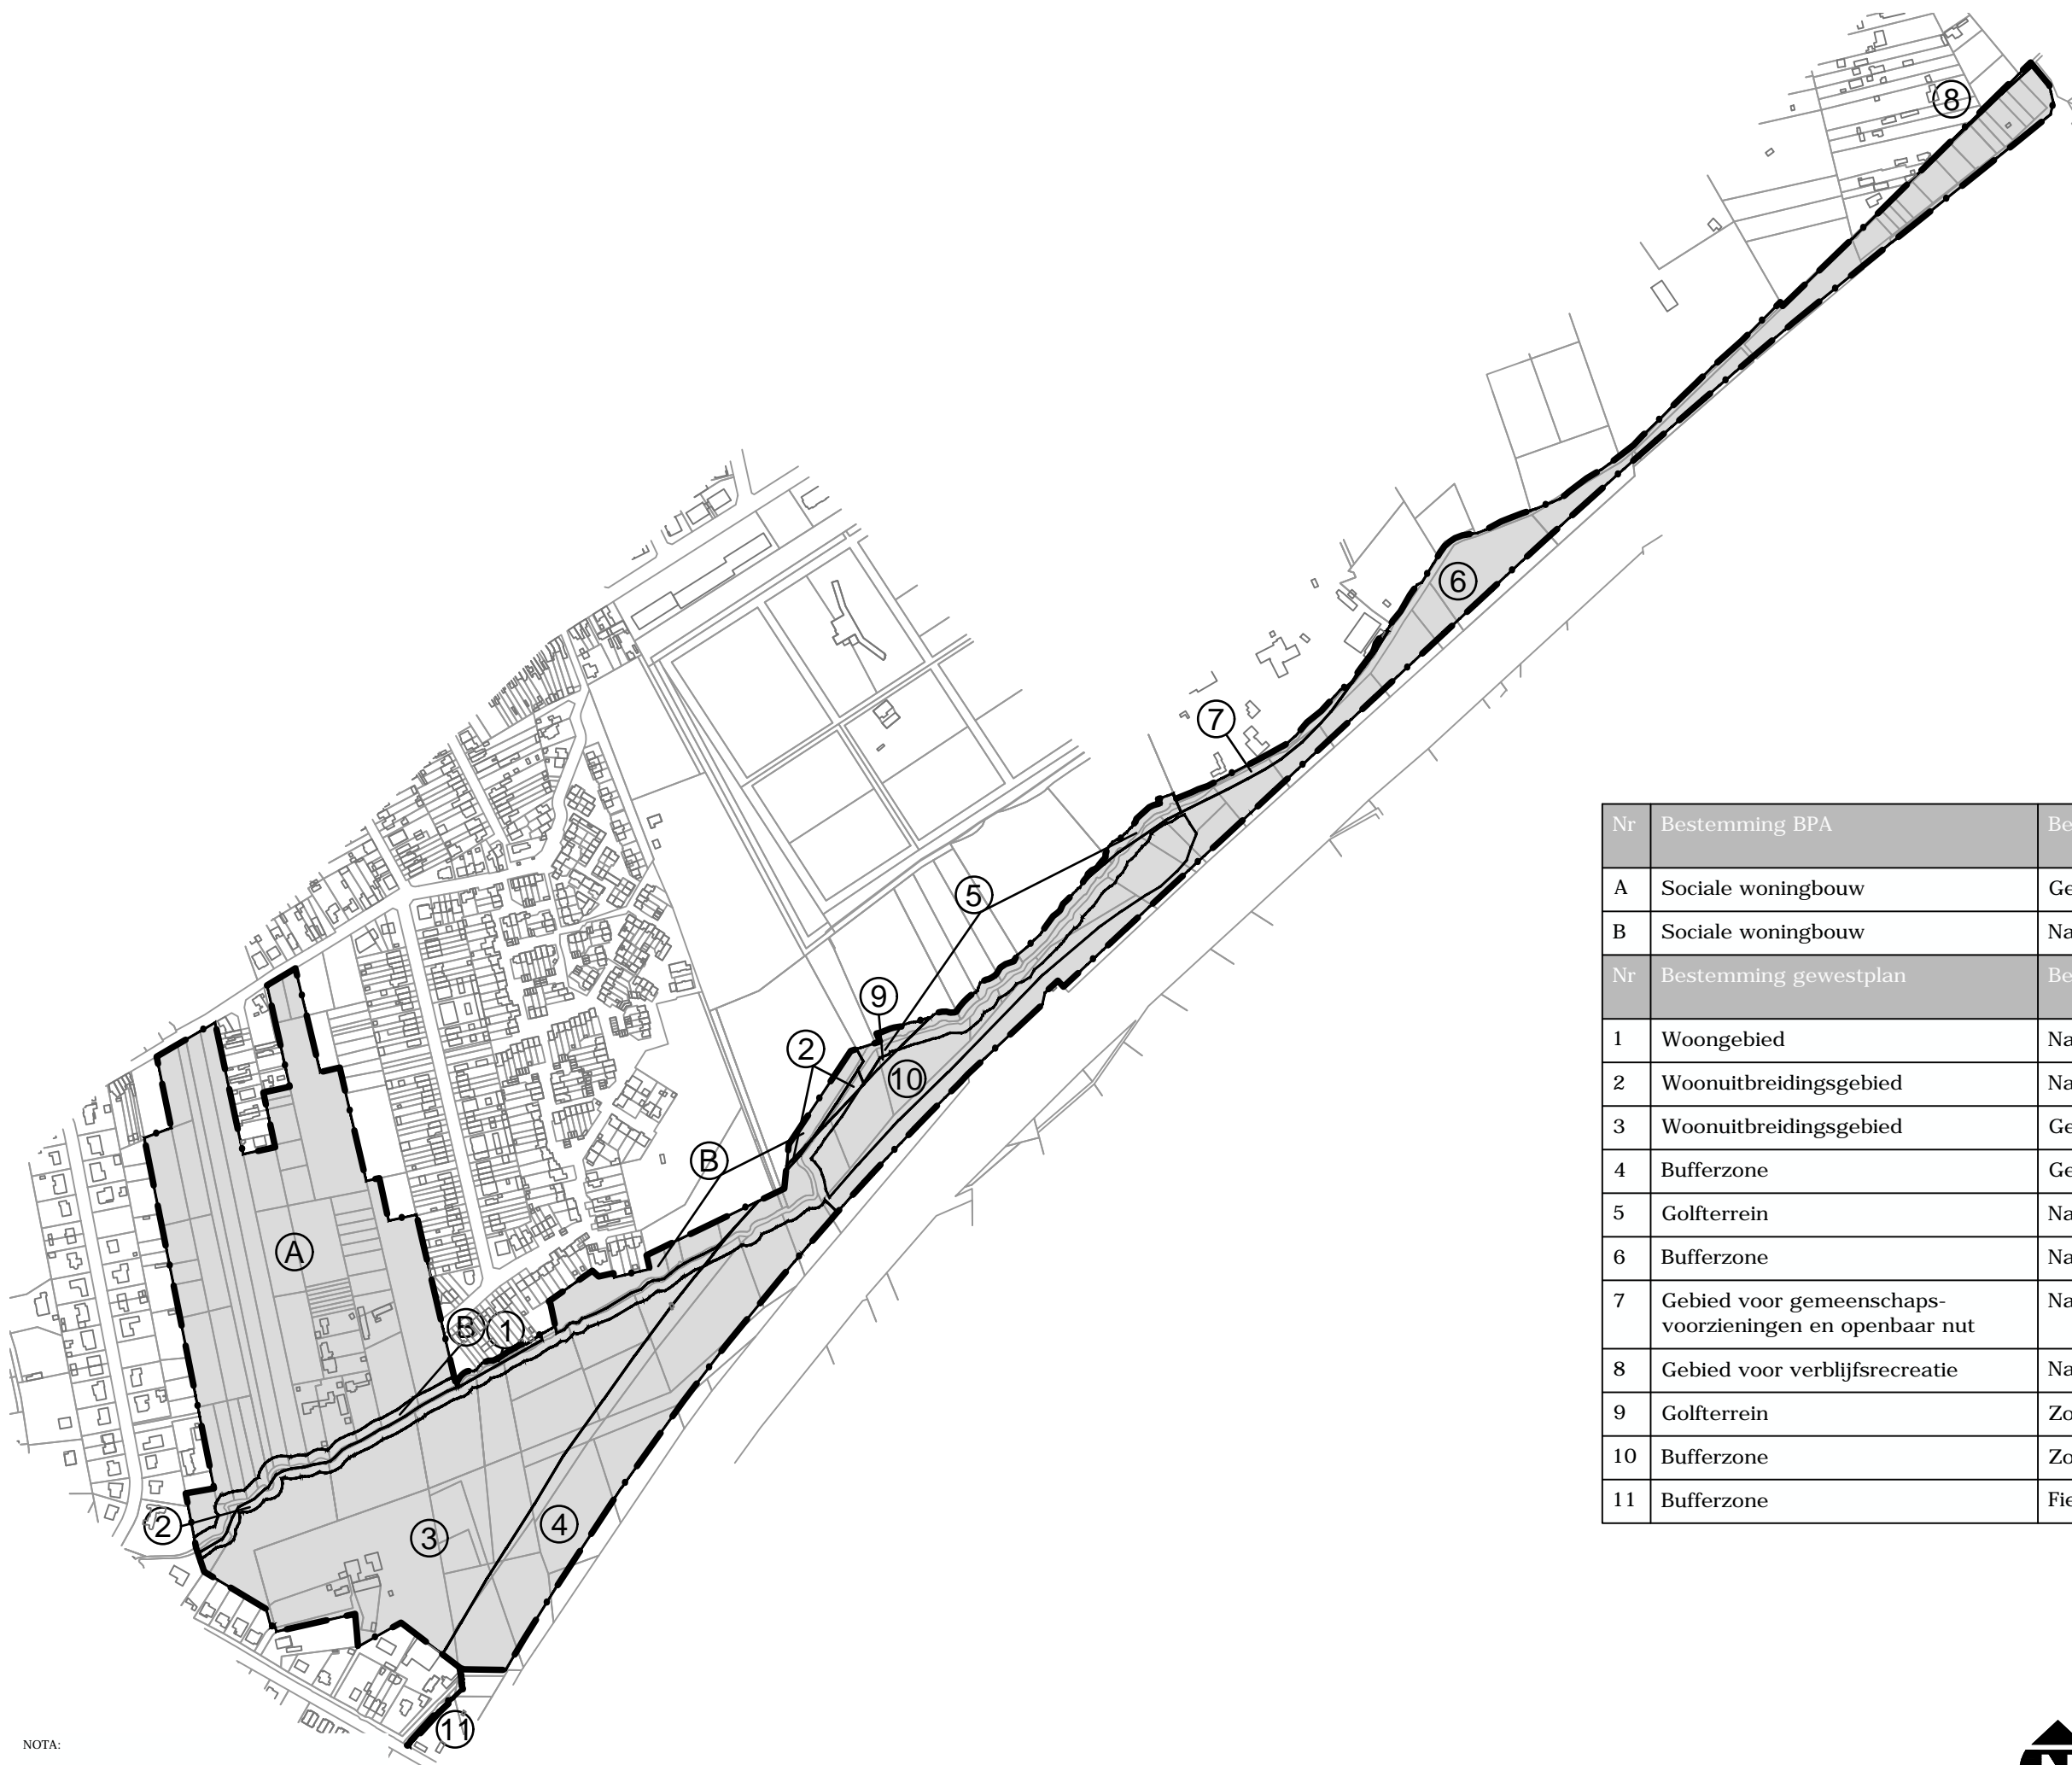 8
6
7
5
9
2
10
B
A
B
1
2
3
4
11
Nr Bestemming BPA Be
A Sociale woningbouw Ge
B Sociale woningbouw Na
Nr Bestemming gewestplan Be
1 Woongebied Na
2 Woonuitbreidingsgebied Na
3 Woonuitbreidingsgebied Ge
4 Bufferzone Ge
5 Golfterrein Na
6 Bufferzone Na
7 Gebied voor gemeenschaps- Na
voorzieningen en openbaar nut
8 Gebied voor verblijfsrecreatie Na
9 Golfterrein Zo
10 Bufferzone Zo
11 Bufferzone Fie
NOTA:
N